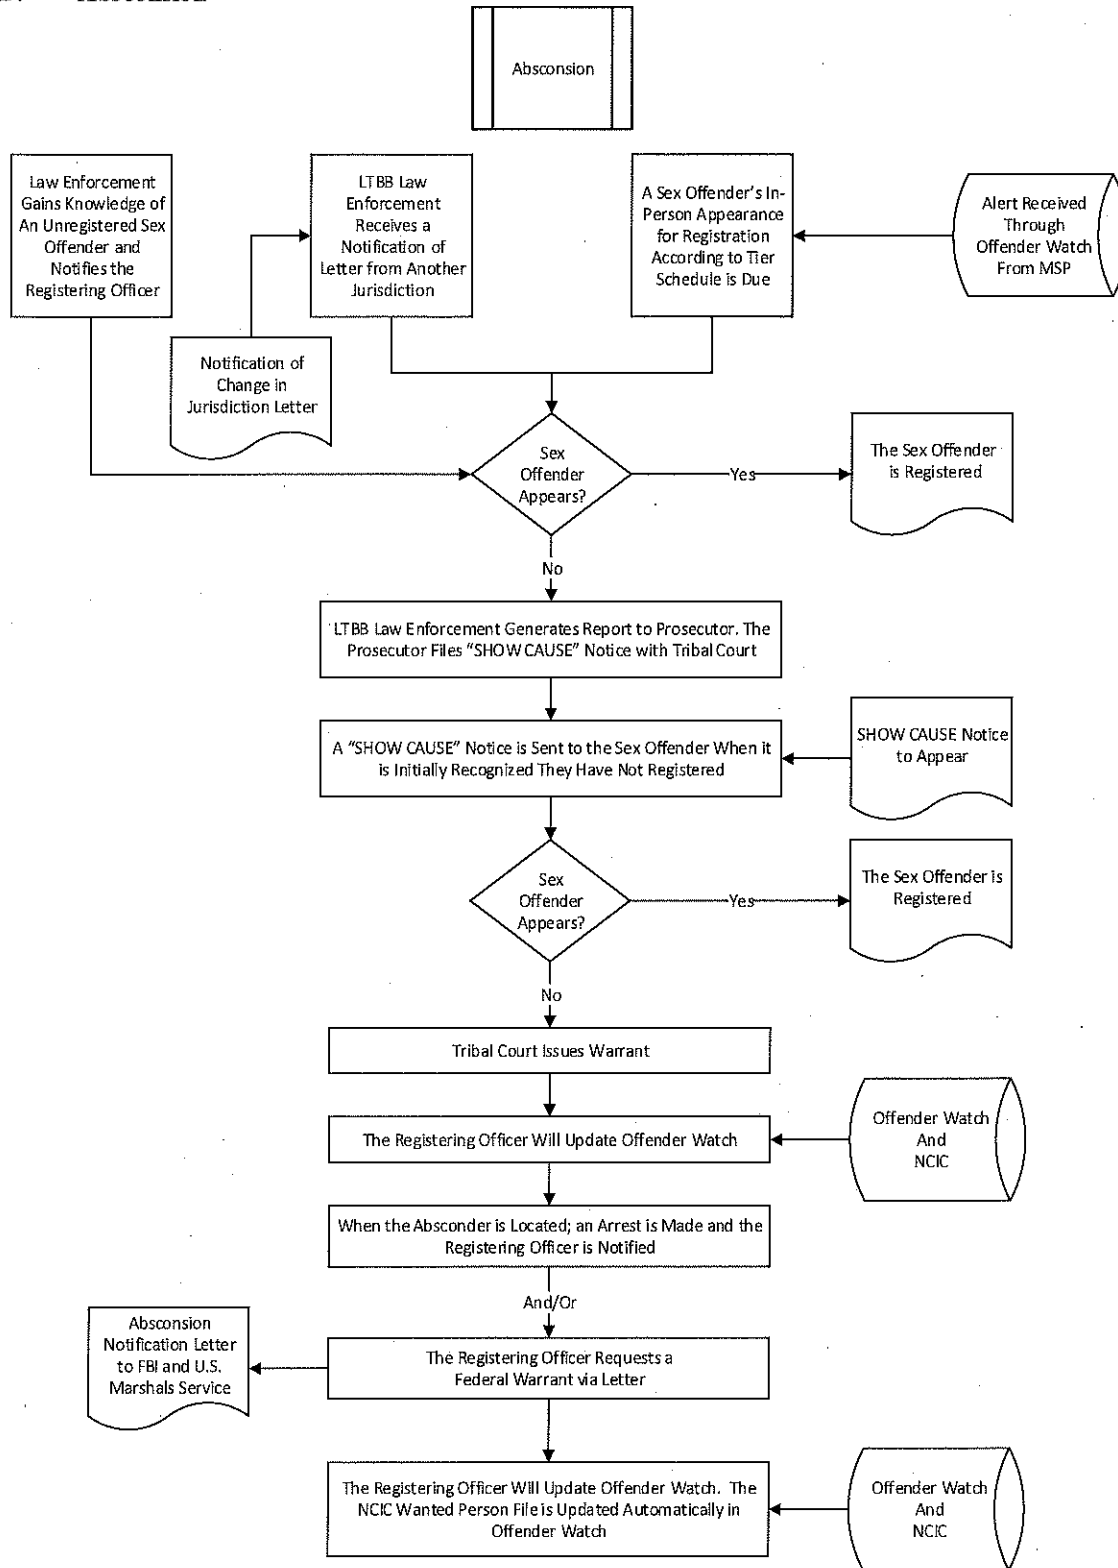 Absconsion
Law Enforcement
Gains Knowledge of
An Unregistered Sex
Offender and
Notifies the
Registering Officer
LTBB Law
Enforcement
Receives a
Notification of
Letter from Another
Jurisdiction
A Sex Offender's In-
Person Appearance
for Registration
According to Tier
Schedule is Due
Alert Received
Through
Offender Watch
From MSP
Notification of
Change in
Jurisdiction Letter
Sex
Offender
Appears?
Yes
The Sex Offender
is Registered
No
LTBB Law Enforcement Generates Report to Prosecutor. The
Prosecutor Files "SHOW CAUSE" Notice with Tribal Court
A "SHOW CAUSE" Notice is Sent to the Sex Offender When it
is Initially Recognized They Have Not Registered
SHOW CAUSE Notice
to Appear
Sex
Offender
Appears?
Yes
The Sex Offender is
Registered
No
Tribal Court Issues Warrant
The Registering Officer Will Update Offender Watch
Offender Watch
And
NCIC
When the Absconder is Located; an Arrest is Made and the
Registering Officer is Notified
And/Or
Absconsion
Notification Letter
to FBI and U.S.
Marshals Service
The Registering Officer Requests a
Federal Warrant via Letter
The Registering Officer Will Update Offender Watch. The
NCIC Wanted Person File is Updated Automatically in
Offender Watch
Offender Watch
And
NCIC